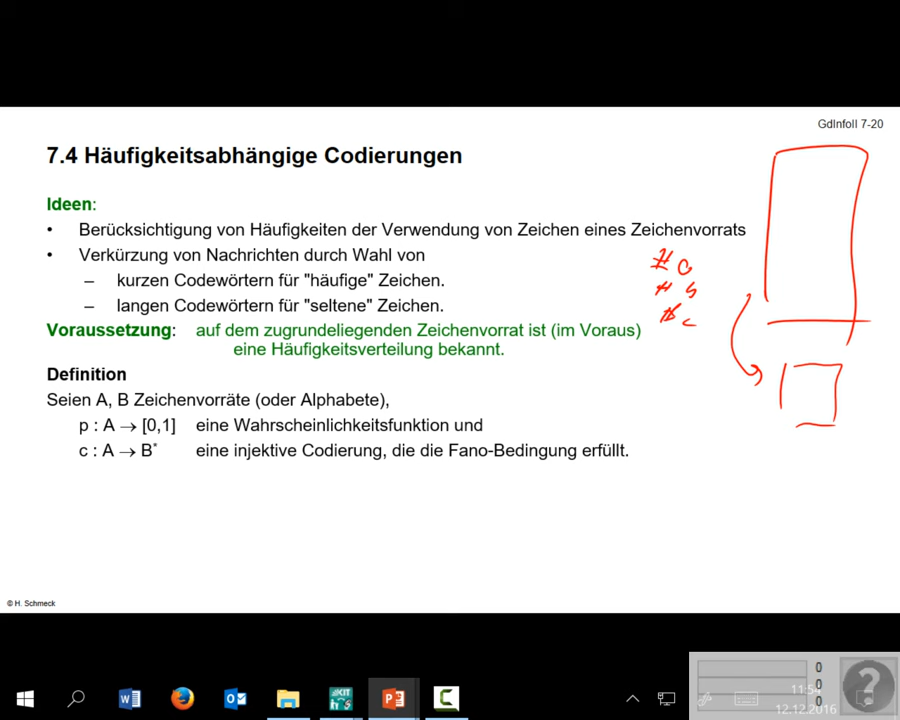 GdInfoII 7-20
7.4 Häufigkeitsabhängige Codierungen
Ideen:
• Berücksichtigung von Häufigkeiten der Verwendung von Zeichen eines Zeichenvorrats
• Verkürzung von Nachrichten durch Wahl von
– kurzen Codewörtern für "häufige" Zeichen.
– langen Codewörtern für "seltene" Zeichen.
Voraussetzung: auf dem zugrundeliegenden Zeichenvorrat ist (im Voraus)
eine Häufigkeitsverteilung bekannt.
Definition
Seien A, B Zeichenvorräte (oder Alphabete),
p : A → [0,1] eine Wahrscheinlichkeitsfunktion und
c : A → B* eine injektive Codierung, die die Fano-Bedingung erfüllt.
# a
# b
# c
© H. Schmeck
0
0
0
11:54
12.12.2016
?
KIT